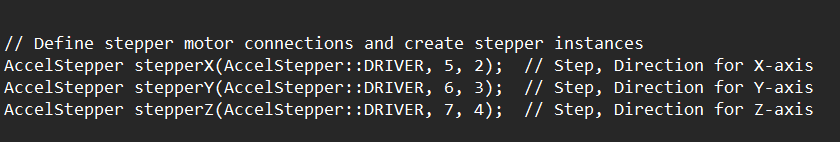 // Define stepper motor connections and create stepper instances
AccelStepper stepperX(AccelStepper::DRIVER, 5, 2);  // Step, Direction for X-axis
AccelStepper stepperY(AccelStepper::DRIVER, 6, 3);  // Step, Direction for Y-axis
AccelStepper stepperZ(AccelStepper::DRIVER, 7, 4);  // Step, Direction for Z-axis